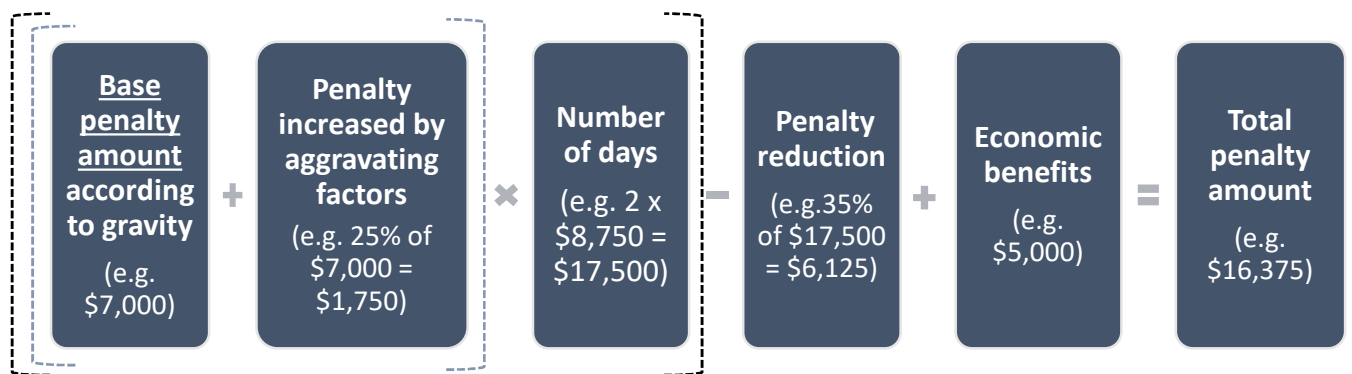 Base
penalty
amount
according
to gravity
(e.g.
$7,000)
+
Penalty
increased by
aggravating
factors
(e.g. 25% of
$7,000 =
$1,750)
×
Number
of days
(e.g. 2 x
$8,750 =
$17,500)
−
Penalty
reduction
(e.g.35%
of $17,500
= $6,125)
+
Economic
benefits
(e.g.
$5,000)
=
Total
penalty
amount
(e.g.
$16,375)